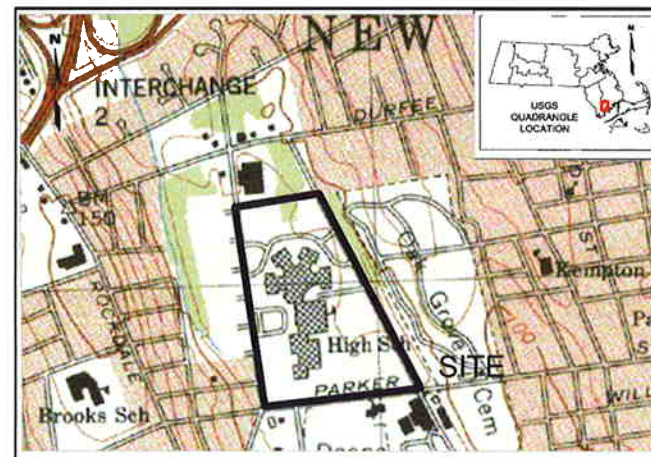 NEW
N
INTERCHANGE
2
DURFEE
N
USGS
QUADRANGLE
LOCATION
BM
150
ROCKDALE
Oak Grove Cem
ST
Kempton
100
High Sch
SITE
PARKER
Brooks Sch